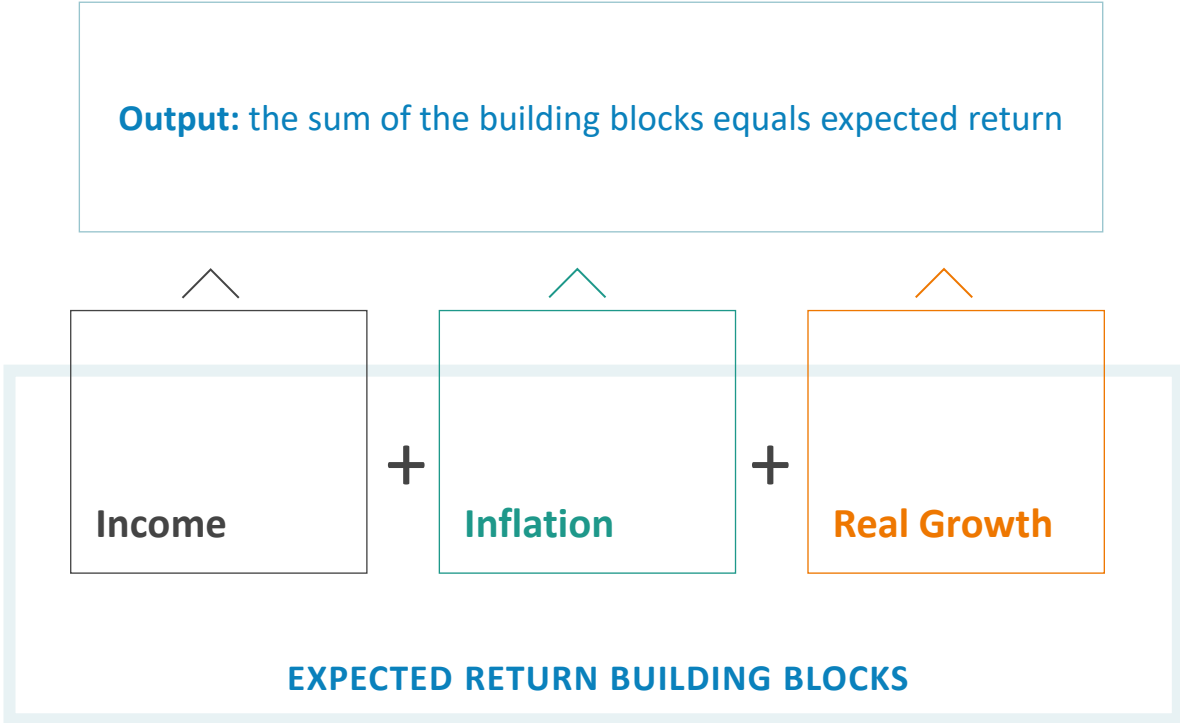 Output: the sum of the building blocks equals expected return
Income + Inflation + Real Growth
EXPECTED RETURN BUILDING BLOCKS